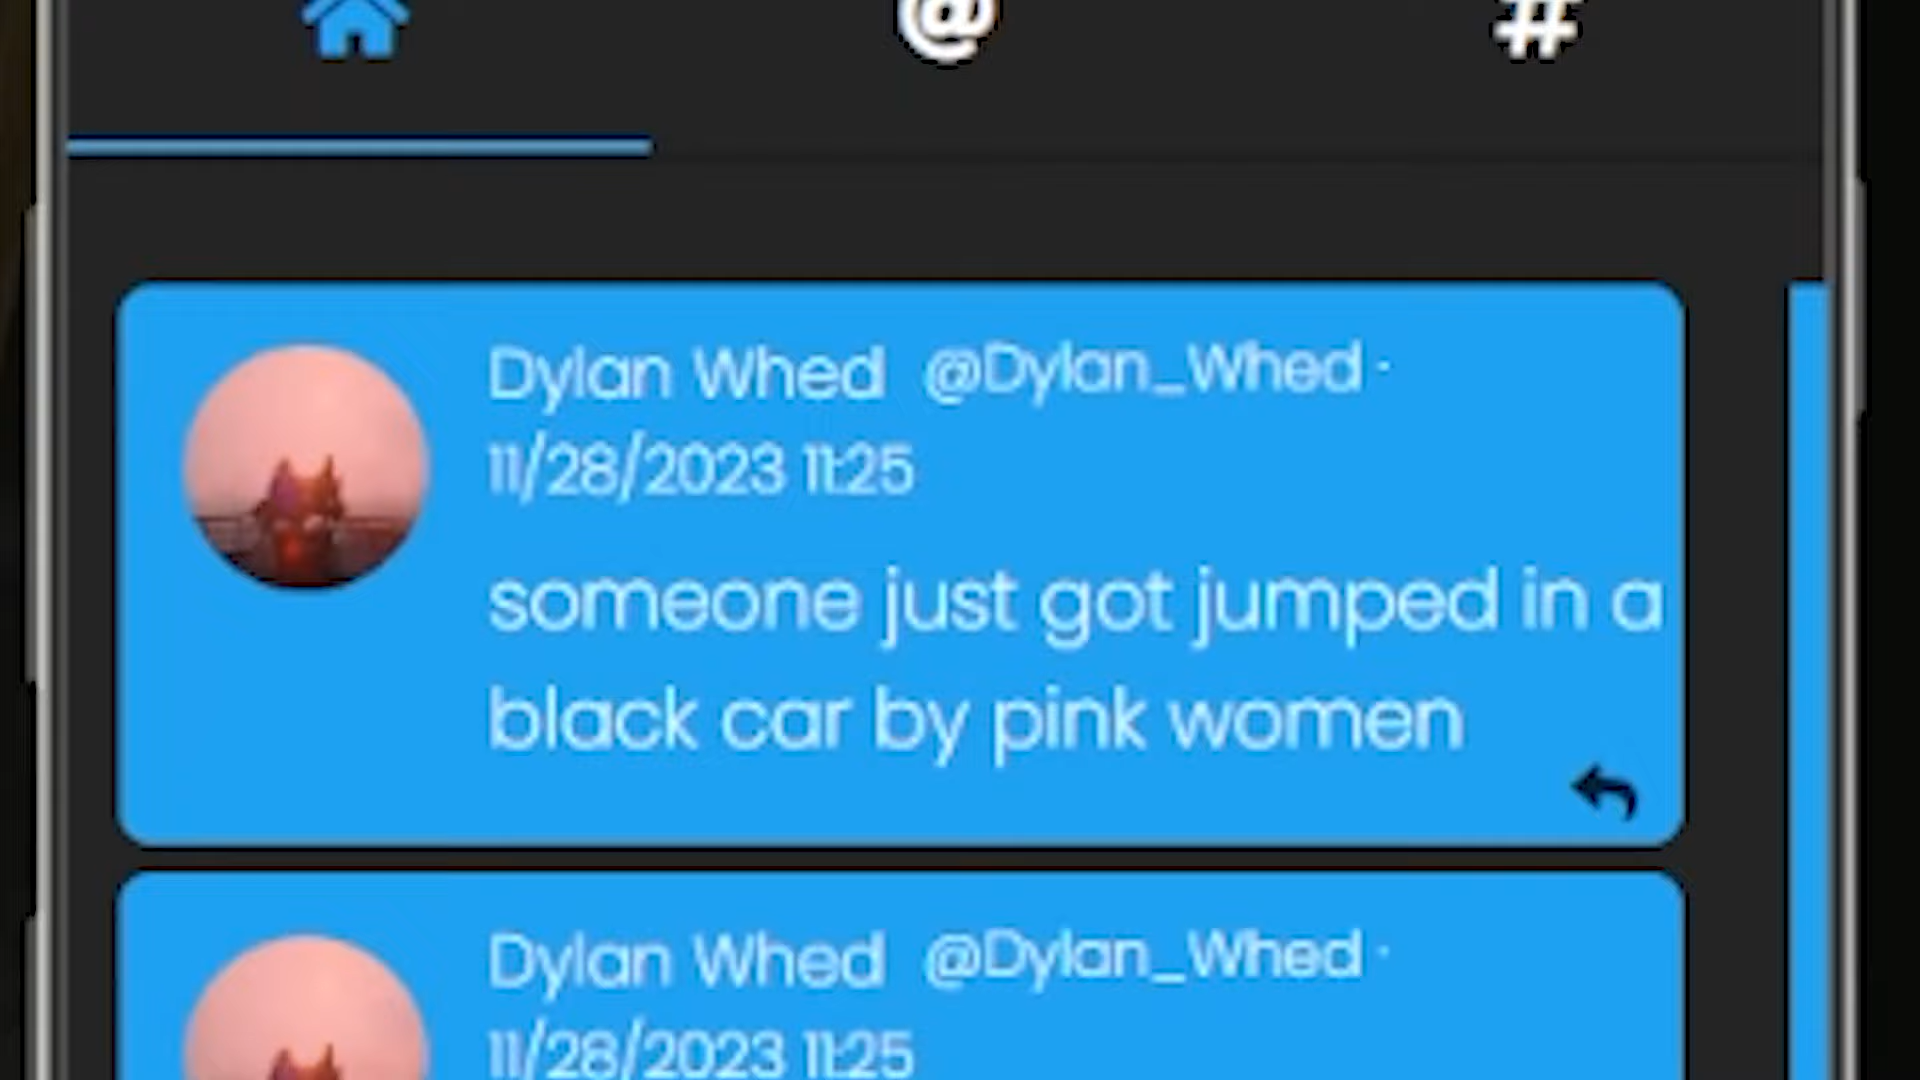 @ #
Dylan Whed @Dylan_Whed ·
11/28/2023 11:25
someone just got jumped in a
black car by pink women
Dylan Whed @Dylan_Whed ·
11/28/2023 11:25